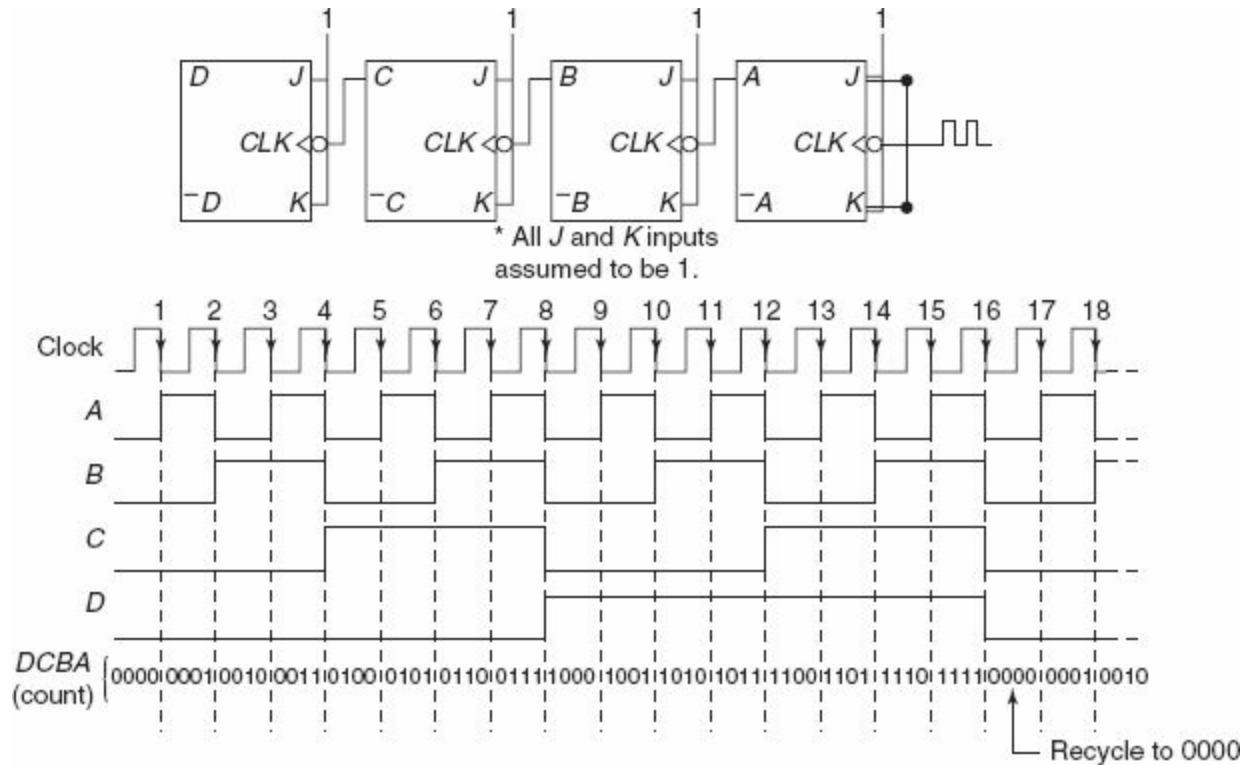 1 1 1 1
D J C J B J A J
CLK CLK CLK CLK
¯D K ¯C K ¯B K ¯A K
* All J and K inputs
assumed to be 1.
1 2 3 4 5 6 7 8 9 10 11 12 13 14 15 16 17 18
Clock
A
B
C
D
DCBA
(count)
0000 0001 0010 0011 0100 0101 0110 0111 1000 1001 1010 1011 1100 1101 1110 1111 0000 0001 0010
Recycle to 0000